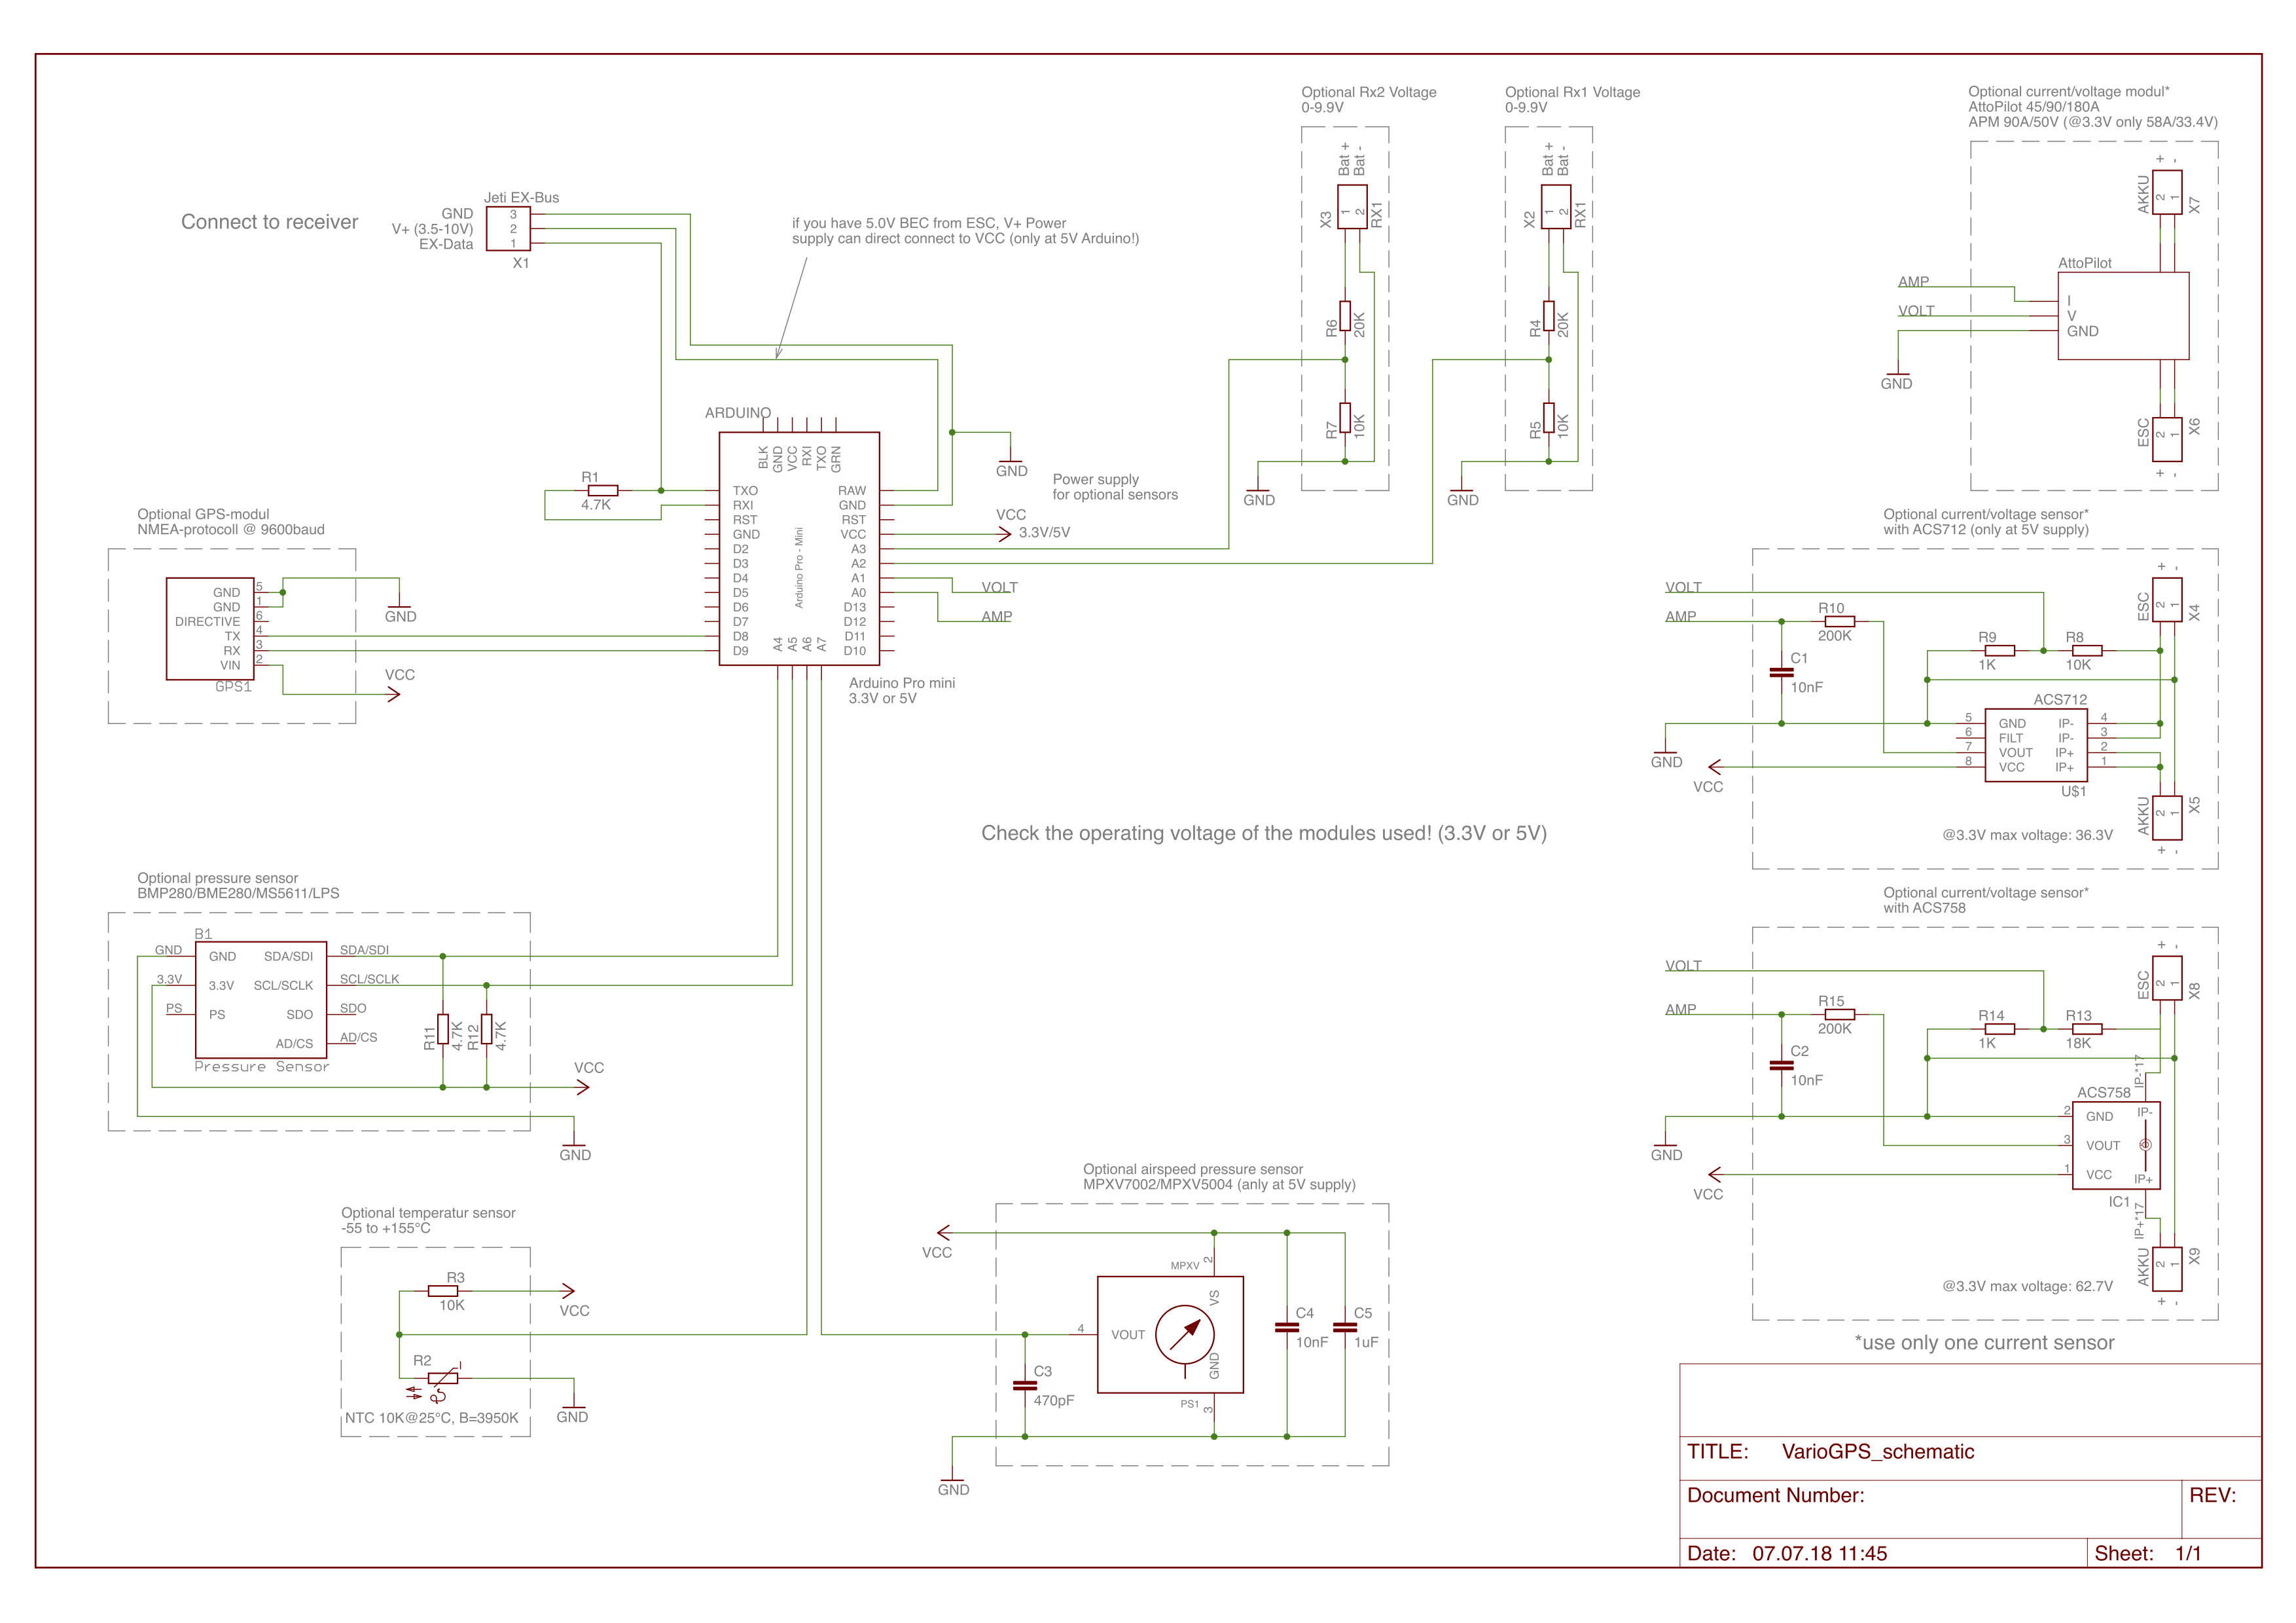 Optional Rx2 Voltage
0-9.9V
Bat +
Bat -
X3
1
2
RX1
R6
20K
R7
10K
GND
Optional Rx1 Voltage
0-9.9V
Bat +
Bat -
X2
1
2
RX1
R4
20K
R5
10K
GND
Optional current/voltage modul*
AttoPilot 45/90/180A
APM 90A/50V (@3.3V only 58A/33.4V)
+ -
AKKU
2
1
X7
AttoPilot
AMP
VOLT
I
V
GND
GND
ESC
2
1
X6
+ -
Connect to receiver
Jeti EX-Bus
GND
V+ (3.5-10V)
EX-Data
3
2
1
X1
if you have 5.0V BEC from ESC, V+ Power
supply can direct connect to VCC (only at 5V Arduino!)
ARDUINO
BLK
GND
VCC
RXI
TXO
GRN
TXO
RXI
RST
GND
D2
D3
D4
D5
D6
D7
D8
D9
Arduino Pro - Mini
A4
A5
A6
A7
RAW
GND
RST
VCC
A3
A2
A1
A0
D13
D12
D11
D10
Arduino Pro mini
3.3V or 5V
R1
4.7K
GND
Power supply
for optional sensors
VCC
3.3V/5V
VOLT
AMP
Optional GPS-modul
NMEA-protocoll @ 9600baud
GND
GND
DIRECTIVE
TX
RX
VIN
5
1
6
4
3
2
GPS1
GND
VCC
Optional current/voltage sensor*
with ACS712 (only at 5V supply)
VOLT
AMP
R10
200K
C1
10nF
R9
1K
R8
10K
+ -
ESC
2
1
X4
ACS712
5
6
7
8
GND
FILT
VOUT
VCC
IP-
IP-
IP+
IP+
4
3
2
1
U$1
GND
VCC
@3.3V max voltage: 36.3V
AKKU
2
1
X5
+ -
Check the operating voltage of the modules used! (3.3V or 5V)
Optional pressure sensor
BMP280/BME280/MS5611/LPS
B1
GND
3.3V
PS
GND
3.3V
PS
SDA/SDI
SCL/SCLK
SDO
AD/CS
SDA/SDI
SCL/SCLK
SDO
AD/CS
Pressure Sensor
R11
4.7K
R12
4.7K
VCC
GND
Optional current/voltage sensor*
with ACS758
VOLT
AMP
R15
200K
C2
10nF
R14
1K
R13
18K
+ -
ESC
2
1
X8
IP-*17
ACS758
2
3
1
GND
VOUT
VCC
IP-
IP+
IC1
IP+*17
GND
VCC
@3.3V max voltage: 62.7V
AKKU
2
1
X9
+ -
*use only one current sensor
Optional temperatur sensor
-55 to +155°C
R3
10K
VCC
R2
NTC 10K@25°C, B=3950K
GND
Optional airspeed pressure sensor
MPXV7002/MPXV5004 (anly at 5V supply)
VCC
MPXV
2
VS
4
VOUT
GND
PS1
3
C3
470pF
C4
10nF
C5
1uF
GND
TITLE: VarioGPS_schematic
Document Number:
REV:
Date: 07.07.18 11:45
Sheet: 1/1